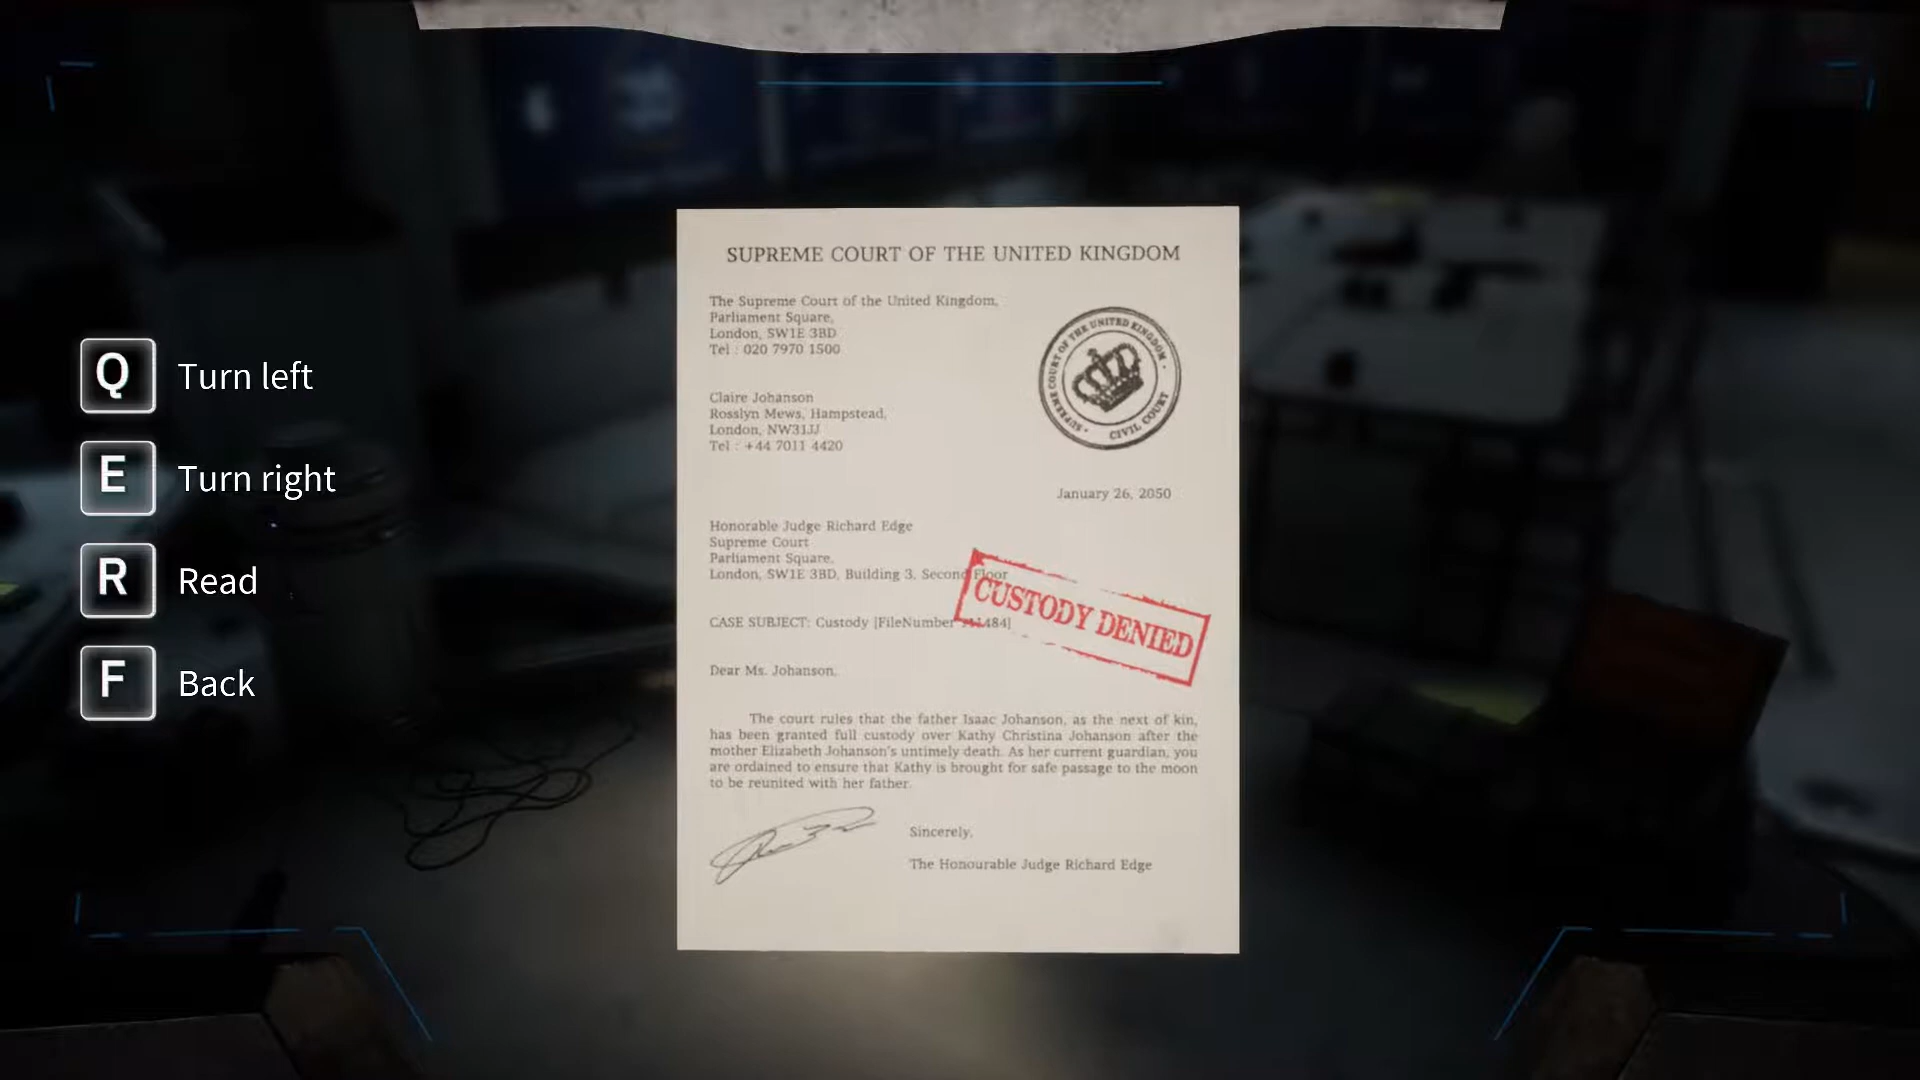 SUPREME COURT OF THE UNITED KINGDOM
The Supreme Court of the United Kingdom,
Parliament Square,
London, SW1E 3BD
Tel : 020 7970 1500
SUPREME COURT OF THE UNITED KINGDOM
CIVIL COURT
Claire Johanson
Rosslyn Mews, Hampstead,
London, NW31JJ
Tel : +44 7011 4420
January 26, 2050
Honorable Judge Richard Edge
Supreme Court
Parliament Square,
London, SW1E 3BD, Building 3, Second Floor
CUSTODY DENIED
CASE SUBJECT: Custody [FileNumber
Dear Ms. Johanson,
The court rules that the father Isaac Johanson, as the next of kin,
has been granted full custody over Kathy Christina Johanson after the
mother Elizabeth Johanson's untimely death. As her current guardian, you
are ordained to ensure that Kathy is brought for safe passage to the moon
to be reunited with her father.
Sincerely,
The Honourable Judge Richard Edge
Q Turn left
E Turn right
R Read
F Back